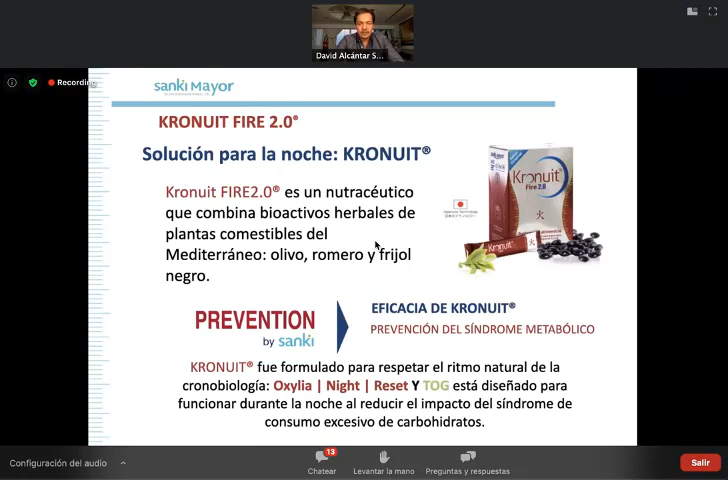 David Alcántar S...
Recording
sanki Mayor
KRONUIT FIRE 2.0®
Solución para la noche: KRONUIT®
Kronuit FIRE2.0® es un nutracéutico
que combina bioactivos herbales de
plantas comestibles del
Mediterráneo: olivo, romero y frijol
negro.
Kronuit
Fire 2.0
火
Japanese Technology
Kronuit
PREVENTION
by sanki
EFICACIA DE KRONUIT®
PREVENCIÓN DEL SÍNDROME METABÓLICO
KRONUIT® fue formulado para respetar el ritmo natural de la
cronobiología: Oxylia | Night | Reset Y TOG está diseñado para
funcionar durante la noche al reducir el impacto del síndrome de
consumo excesivo de carbohidratos.
Configuración del audio
13
Chatear
Levantar la mano
Preguntas y respuestas
Salir